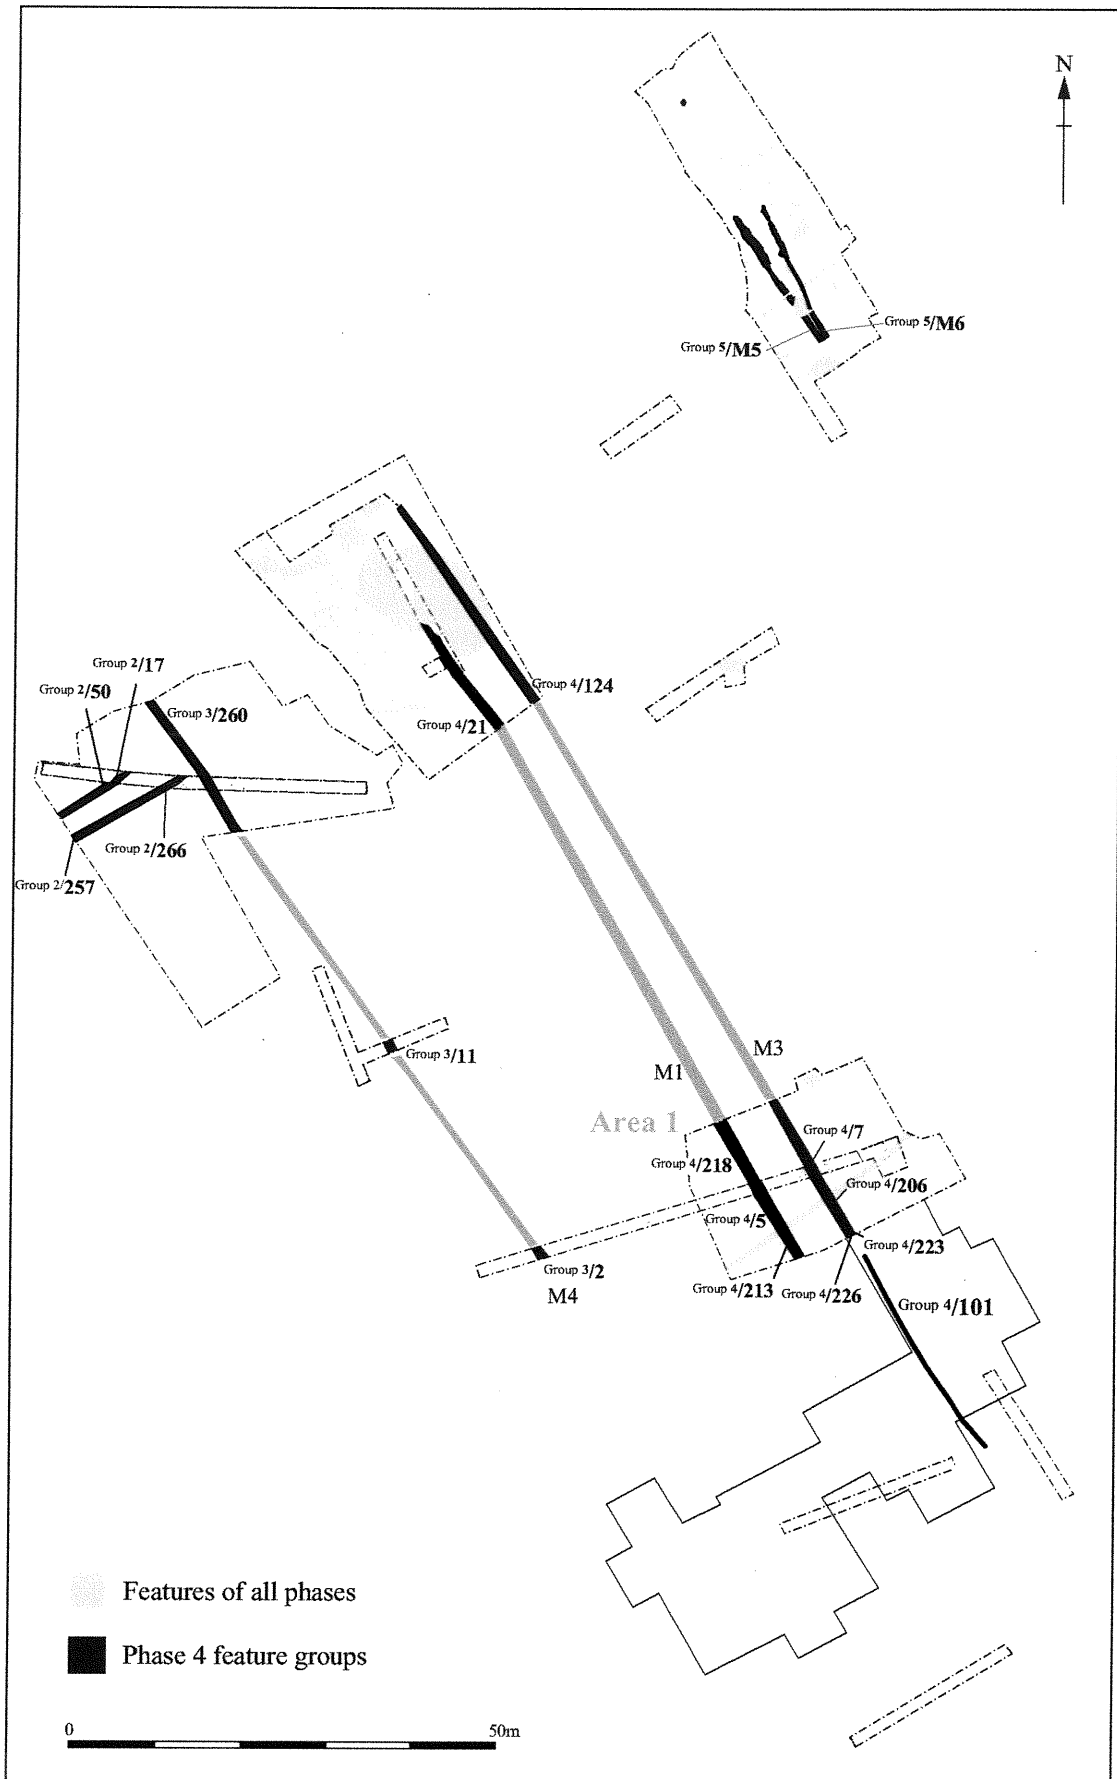 N
Group 5/M6
Group 5/M5
Group 2/17
Group 2/50
Group 3/260
Group 4/124
Group 4/21
Group 2/266
Group 2/257
Group 3/11
M3
M1
Area 1
Group 4/7
Group 4/218
Group 4/206
Group 4/5
Group 4/223
Group 3/2
Group 4/213
Group 4/226
M4
Group 4/101
Features of all phases
Phase 4 feature groups
0
50m